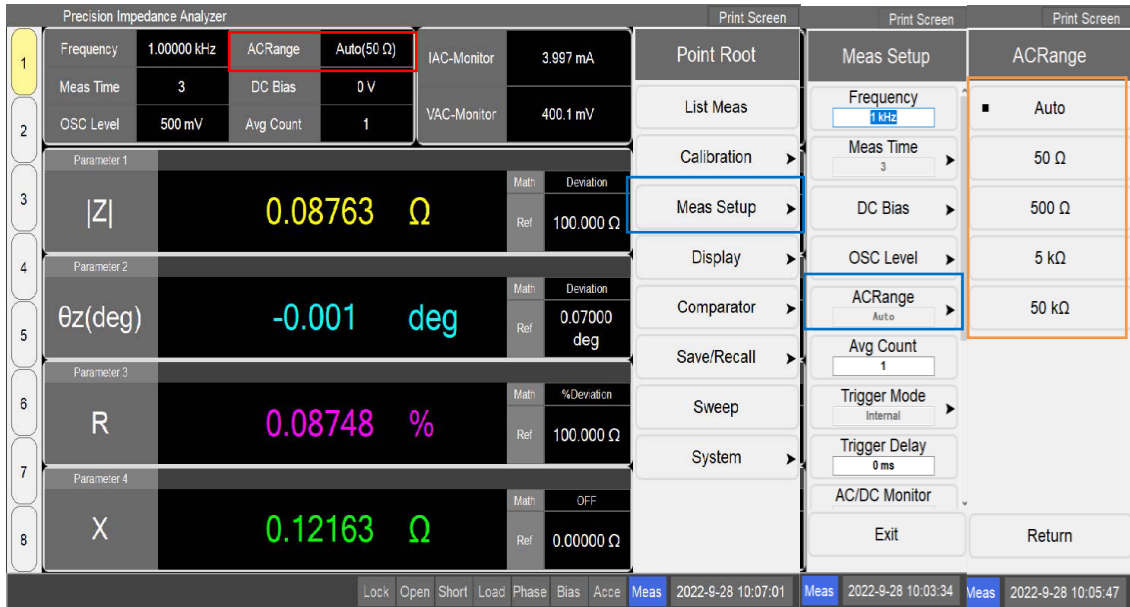 Precision Impedance Analyzer
Print Screen
Print Screen
Print Screen
1
2
3
4
5
6
7
8
Frequency 1.00000 kHz ACRange Auto(50 Ω)
Meas Time 3 DC Bias 0 V
OSC Level 500 mV Avg Count 1
IAC-Monitor 3.997 mA
VAC-Monitor 400.1 mV
Parameter 1
|Z| 0.08763 Ω
Math Deviation
Ref 100.000 Ω
Parameter 2
θz(deg) -0.001 deg
Math Deviation
Ref 0.07000
deg
Parameter 3
R 0.08748 %
Math %Deviation
Ref 100.000 Ω
Parameter 4
X 0.12163 Ω
Math OFF
Ref 0.00000 Ω
Point Root
List Meas
Calibration
Meas Setup
Display
Comparator
Save/Recall
Sweep
System
Meas Setup
Frequency
1 kHz
Meas Time
3
DC Bias
OSC Level
ACRange
Auto
Avg Count
1
Trigger Mode
Internal
Trigger Delay
0 ms
AC/DC Monitor
Exit
ACRange
Auto
50 Ω
500 Ω
5 kΩ
50 kΩ
Return
Lock Open Short Load Phase Bias Acce Meas 2022-9-28 10:07:01
Meas 2022-9-28 10:03:34
Meas 2022-9-28 10:05:47